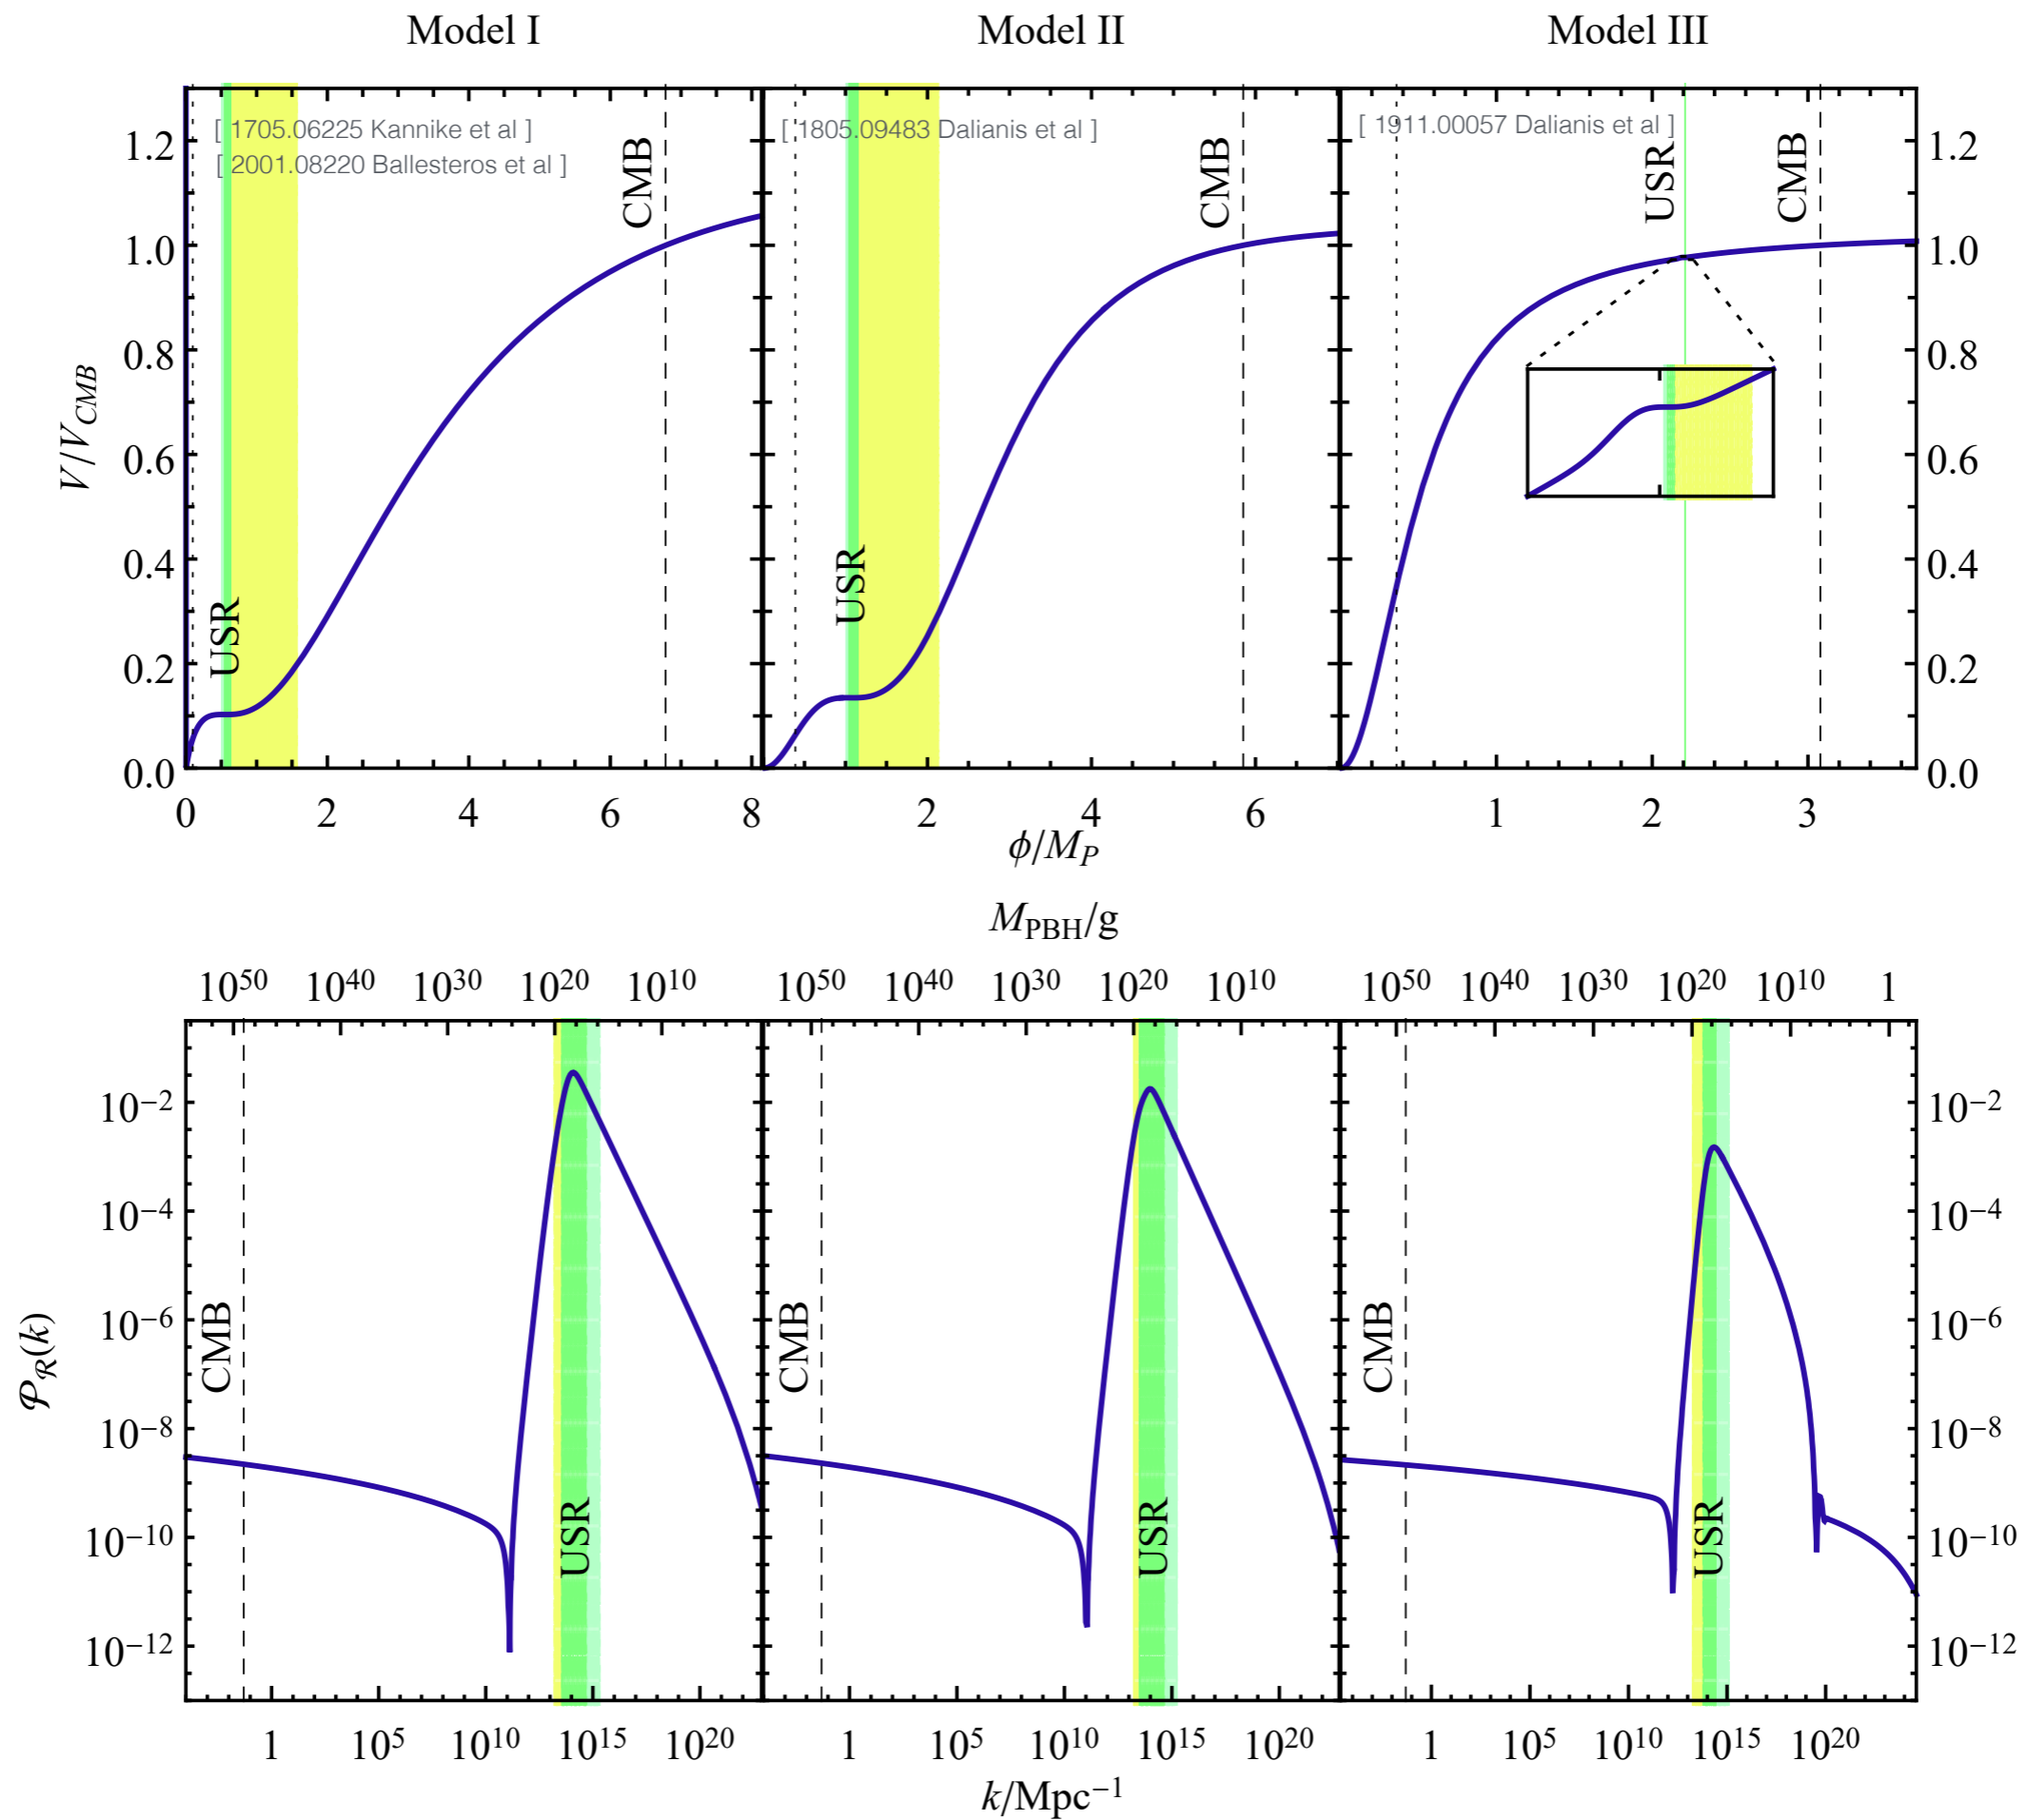 Model I Model II Model III
[ 1705.06225 Kannike et al ]
[ 2001.08220 Ballesteros et al ]
[ 1805.09483 Dalianis et al ]
[ 1911.00057 Dalianis et al ]
CMB CMB USR CMB
USR USR
V/V_{CMB}
1.2 1.2
1.0 1.0
0.8 0.8
0.6 0.6
0.4 0.4
0.2 0.2
0.0 0.0
0 2 4 6 8 2 4 6 1 2 3
ϕ/M_P
M_{PBH}/g
10^{50} 10^{40} 10^{30} 10^{20} 10^{10} 10^{50} 10^{40} 10^{30} 10^{20} 10^{10} 10^{50} 10^{40} 10^{30} 10^{20} 10^{10} 1
𝒫_ℛ(k)
10^{−2} 10^{−2}
10^{−4} 10^{−4}
10^{−6} 10^{−6}
10^{−8} 10^{−8}
10^{−10} 10^{−10}
10^{−12} 10^{−12}
CMB CMB CMB
USR USR USR
1 10^5 10^{10} 10^{15} 10^{20} 1 10^5 10^{10} 10^{15} 10^{20} 1 10^5 10^{10} 10^{15} 10^{20}
k/Mpc^{−1}